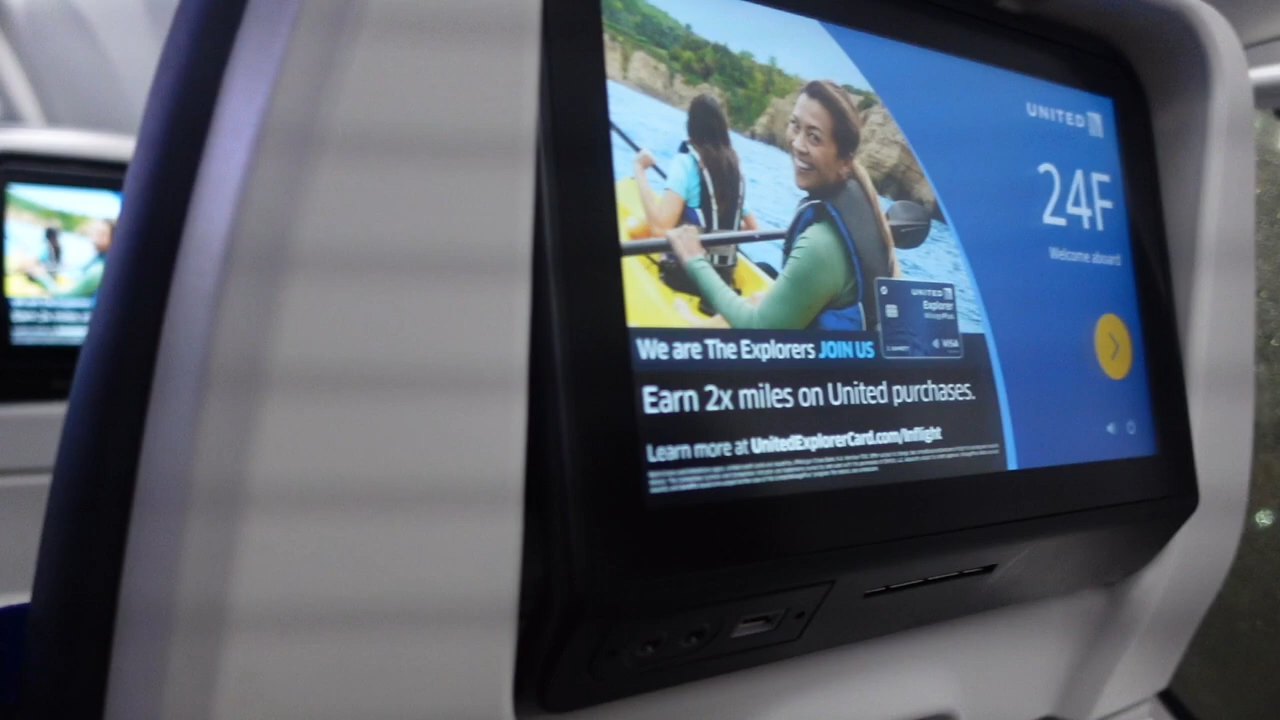 UNITED
24F
Welcome aboard
UNITED
Explorer
MileagePlus
VISA
We are The Explorers JOIN US
Earn 2x miles on United purchases.
Learn more at UnitedExplorerCard.com/Inflight